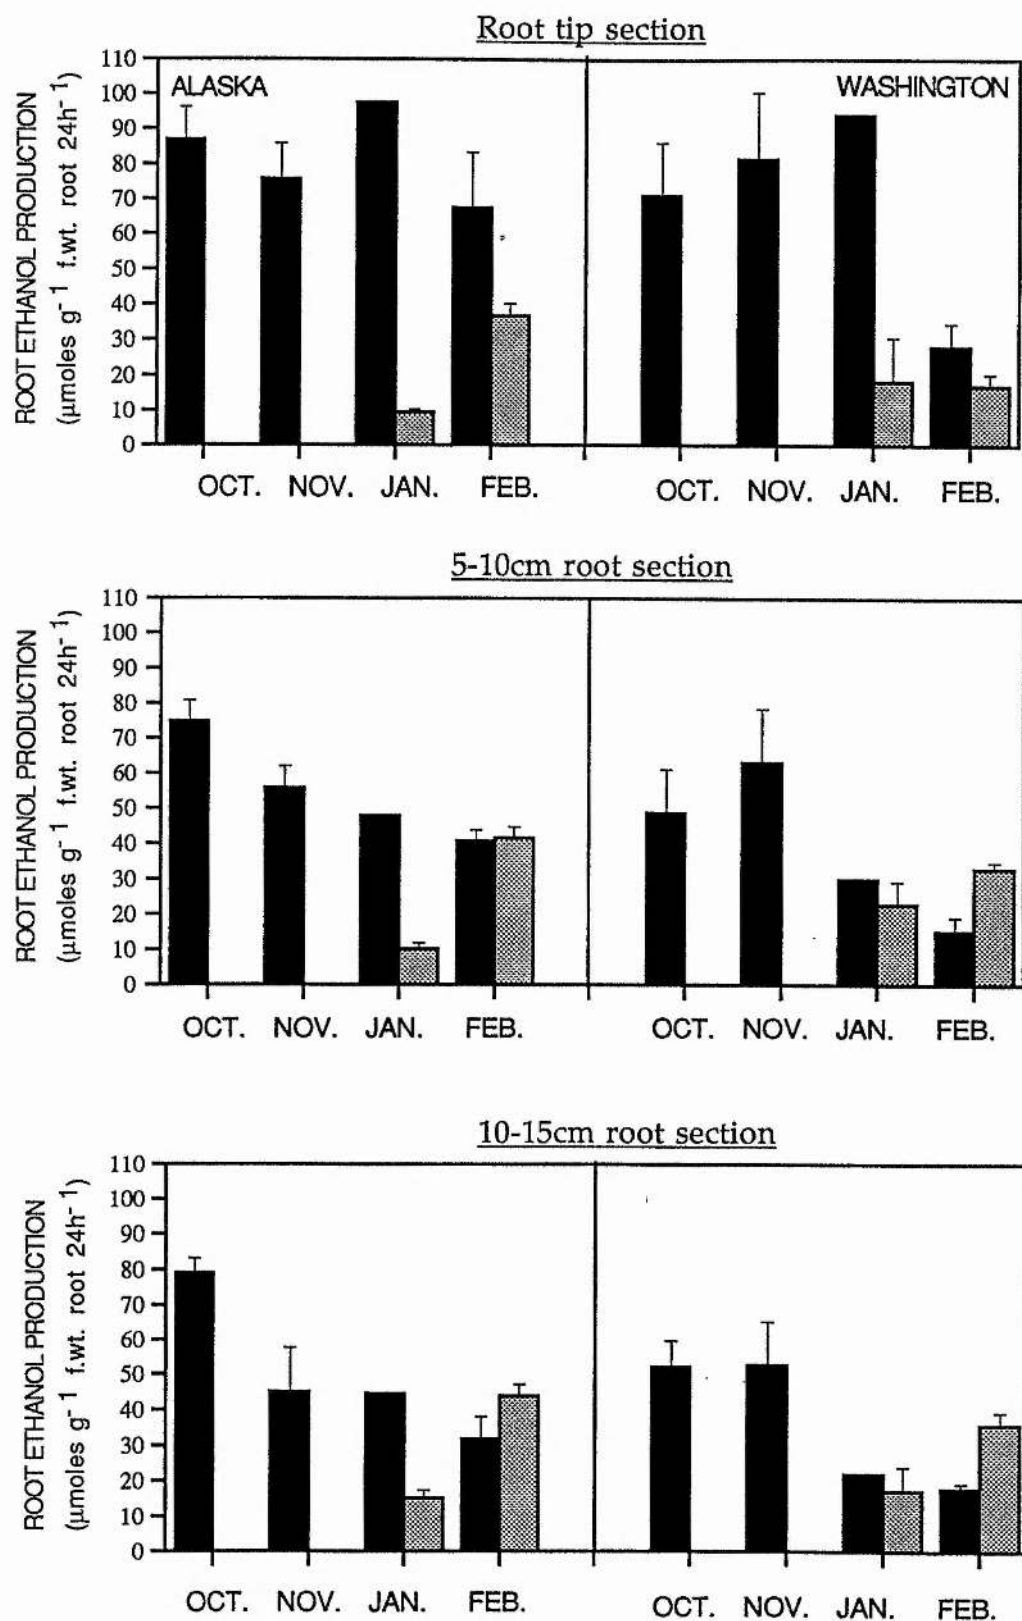 Root tip section
ROOT ETHANOL PRODUCTION
(µmoles g⁻¹ f.wt. root 24h⁻¹)
110
100
90
80
70
60
50
40
30
20
10
0
ALASKA
WASHINGTON
OCT. NOV. JAN. FEB. OCT. NOV. JAN. FEB.
5-10cm root section
ROOT ETHANOL PRODUCTION
(µmoles g⁻¹ f.wt. root 24h⁻¹)
110
100
90
80
70
60
50
40
30
20
10
0
OCT. NOV. JAN. FEB. OCT. NOV. JAN. FEB.
10-15cm root section
ROOT ETHANOL PRODUCTION
(µmoles g⁻¹ f.wt. root 24h⁻¹)
110
100
90
80
70
60
50
40
30
20
10
0
OCT. NOV. JAN. FEB. OCT. NOV. JAN. FEB.